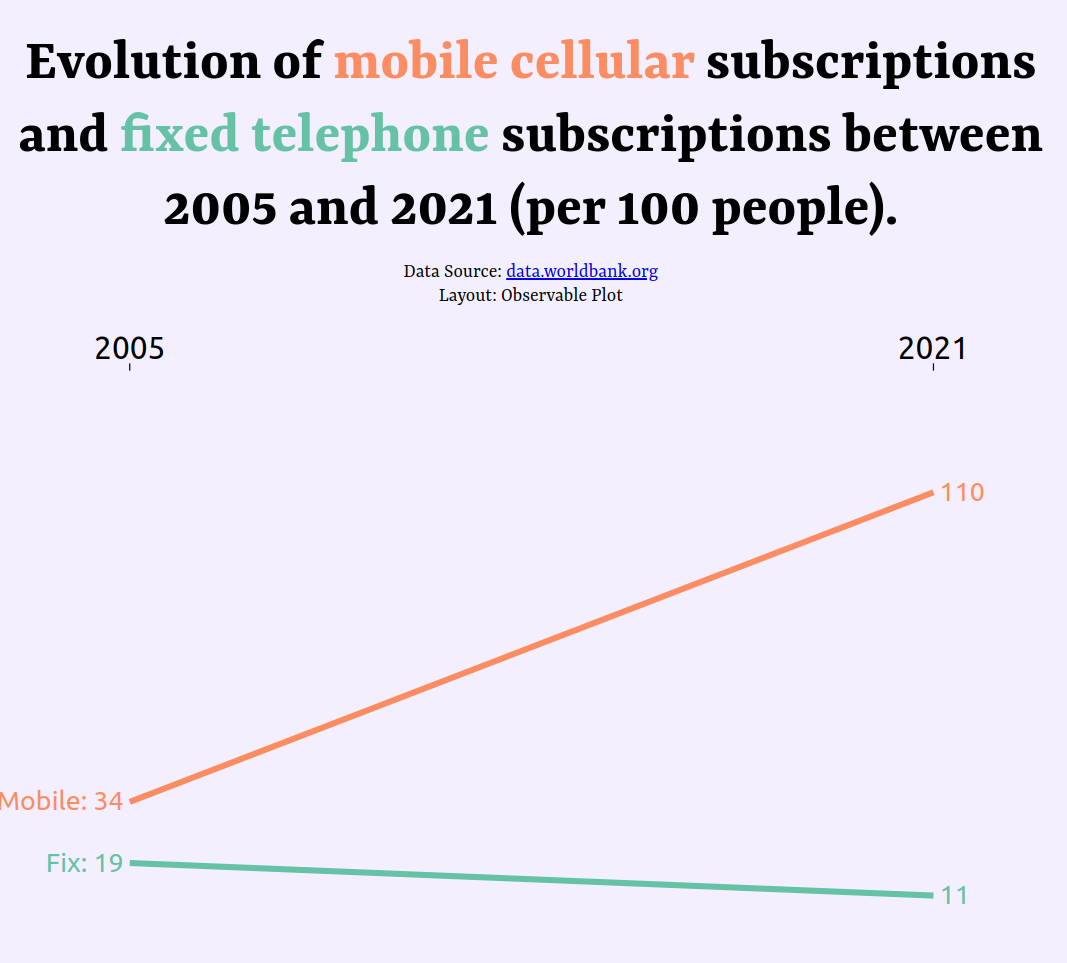 Evolution of mobile cellular subscriptions
and fixed telephone subscriptions between
2005 and 2021 (per 100 people).
Data Source: data.worldbank.org
Layout: Observable Plot
2005 2021
110
Mobile: 34
Fix: 19
11